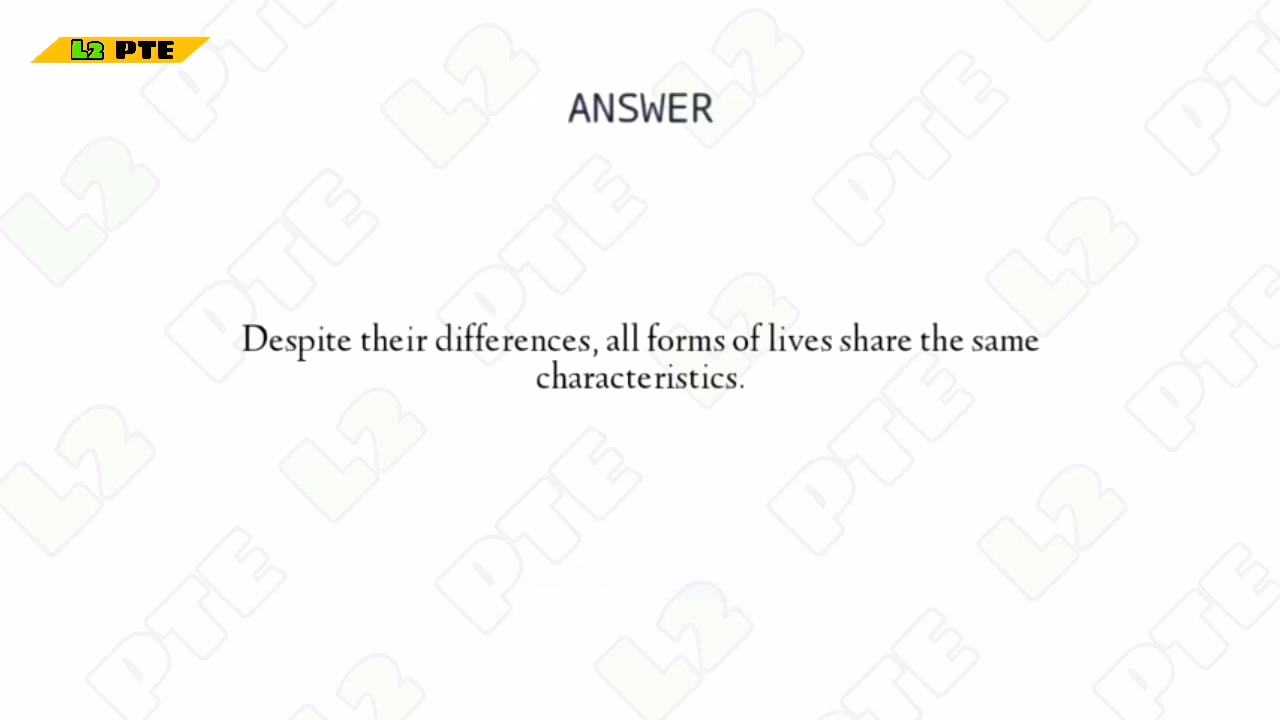 L2 PTE
ANSWER
Despite their differences, all forms of lives share the same
characteristics.